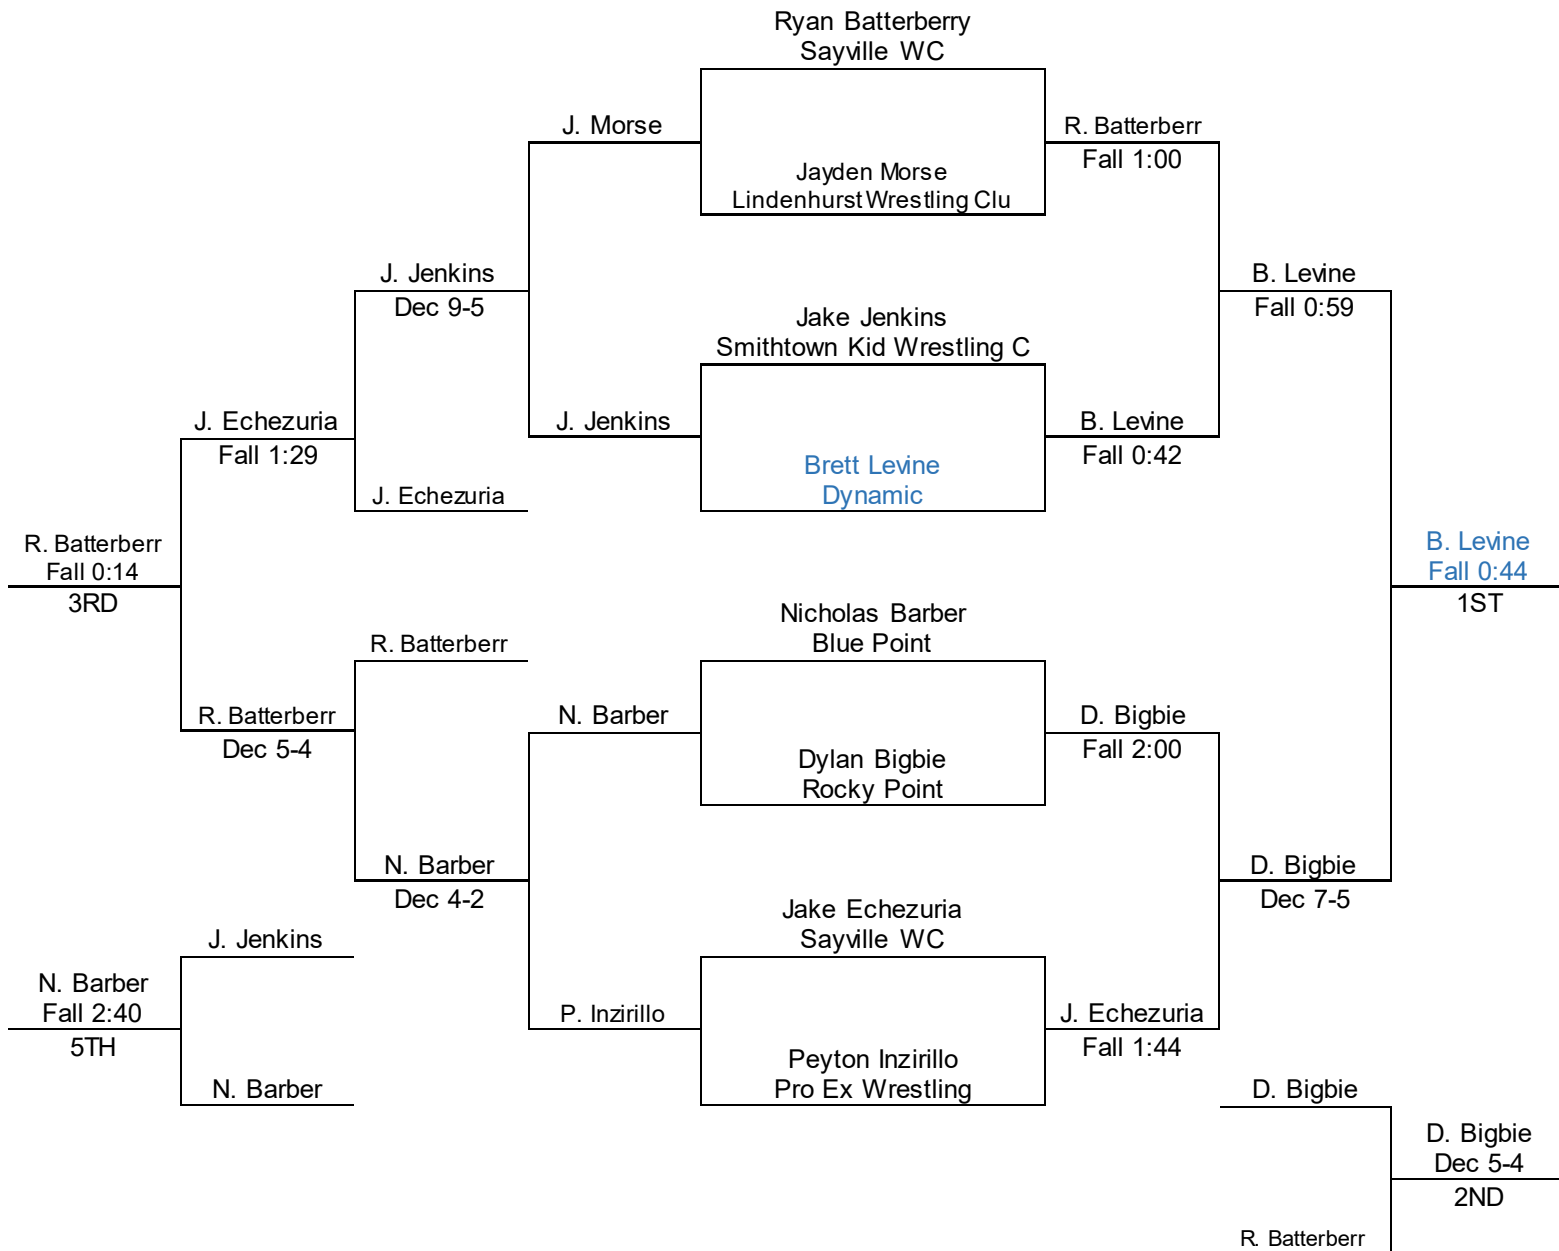 Ryan Batterberry
Sayville WC
J. Morse
R. Batterberr
Fall 1:00
Jayden Morse
Lindenhurst Wrestling Clu
J. Jenkins
Dec 9-5
B. Levine
Fall 0:59
Jake Jenkins
Smithtown Kid Wrestling C
J. Echezuria
Fall 1:29
J. Jenkins
B. Levine
Fall 0:42
Brett Levine
Dynamic
J. Echezuria
R. Batterberr
Fall 0:14
3RD
B. Levine
Fall 0:44
1ST
Nicholas Barber
Blue Point
R. Batterberr
R. Batterberr
Dec 5-4
N. Barber
D. Bigbie
Fall 2:00
Dylan Bigbie
Rocky Point
N. Barber
Dec 4-2
D. Bigbie
Dec 7-5
Jake Echezuria
Sayville WC
J. Jenkins
N. Barber
Fall 2:40
5TH
P. Inzirillo
J. Echezuria
Fall 1:44
Peyton Inzirillo
Pro Ex Wrestling
N. Barber
D. Bigbie
D. Bigbie
Dec 5-4
2ND
R. Batterberr